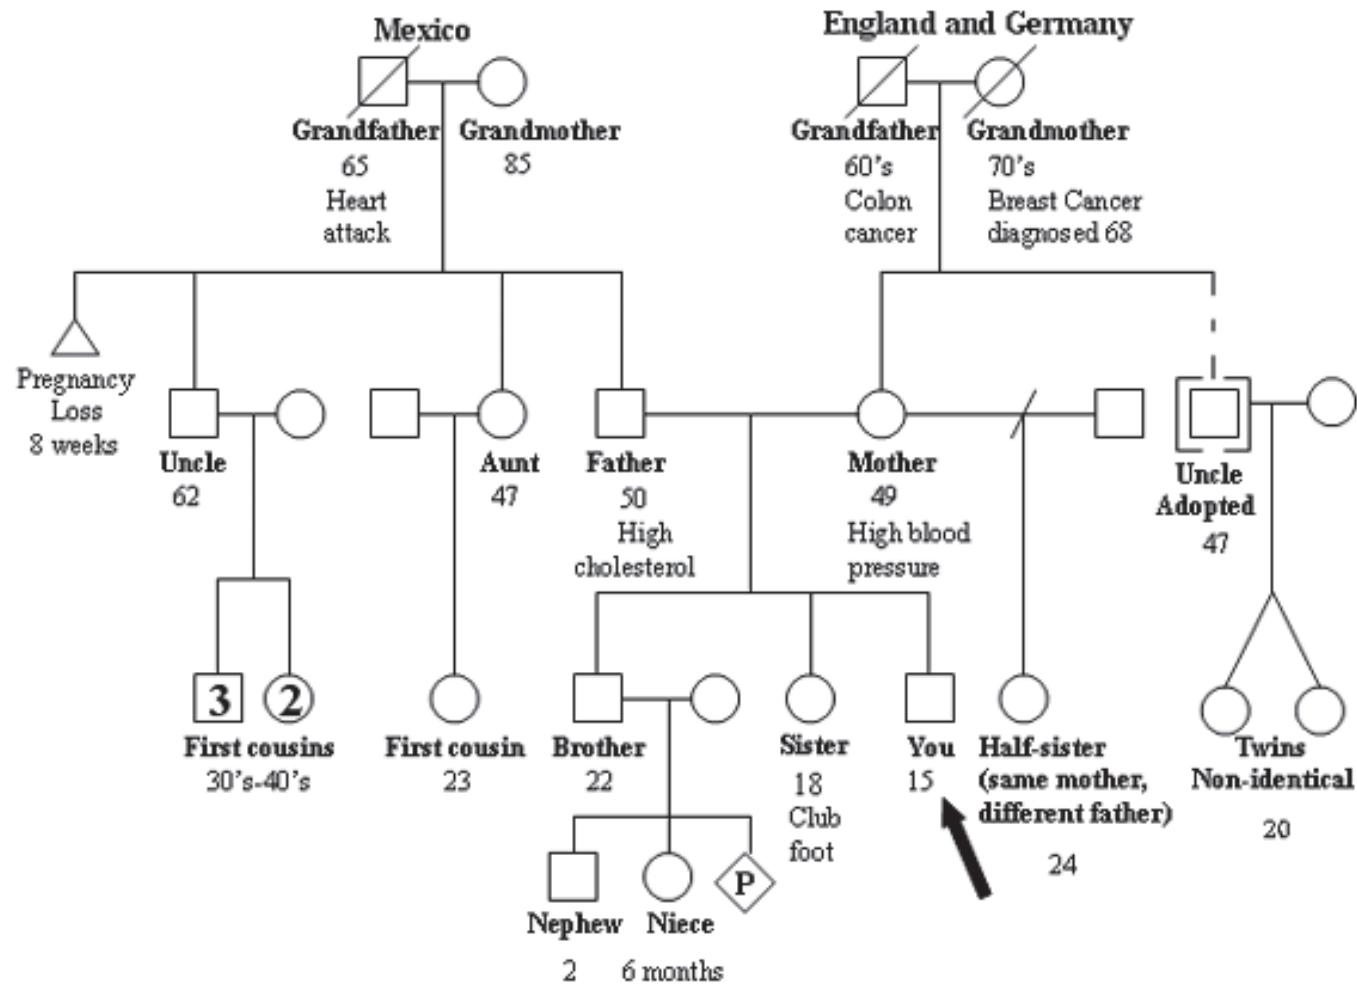 Mexico
England and Germany
Grandfather
65
Heart
attack
Grandmother
85
Grandfather
60's
Colon
cancer
Grandmother
70's
Breast Cancer
diagnosed 68
Pregnancy
Loss
8 weeks
Uncle
62
Aunt
47
Father
50
High
cholesterol
Mother
49
High blood
pressure
Uncle
Adopted
47
3
2
First cousins
30's-40's
First cousin
23
Brother
22
Sister
18
Club
foot
You
15
Half-sister
(same mother,
different father)
24
Twins
Non-identical
20
Nephew
2
Niece
6 months
P